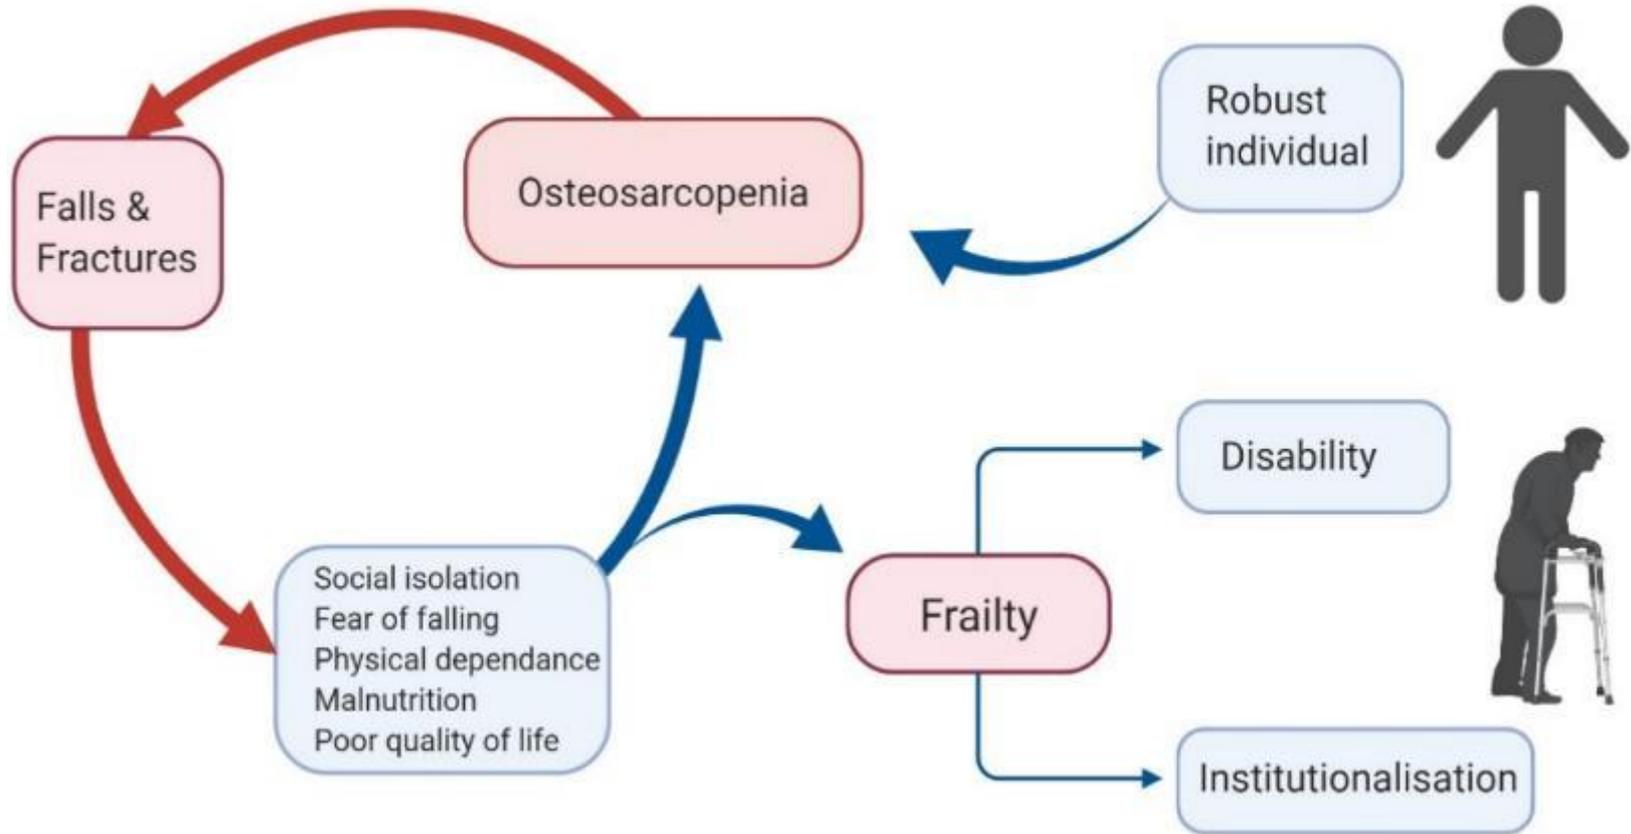 Robust
individual
Osteosarcopenia
Falls &
Fractures
Social isolation
Fear of falling
Physical dependance
Malnutrition
Poor quality of life
Frailty
Disability
Institutionalisation